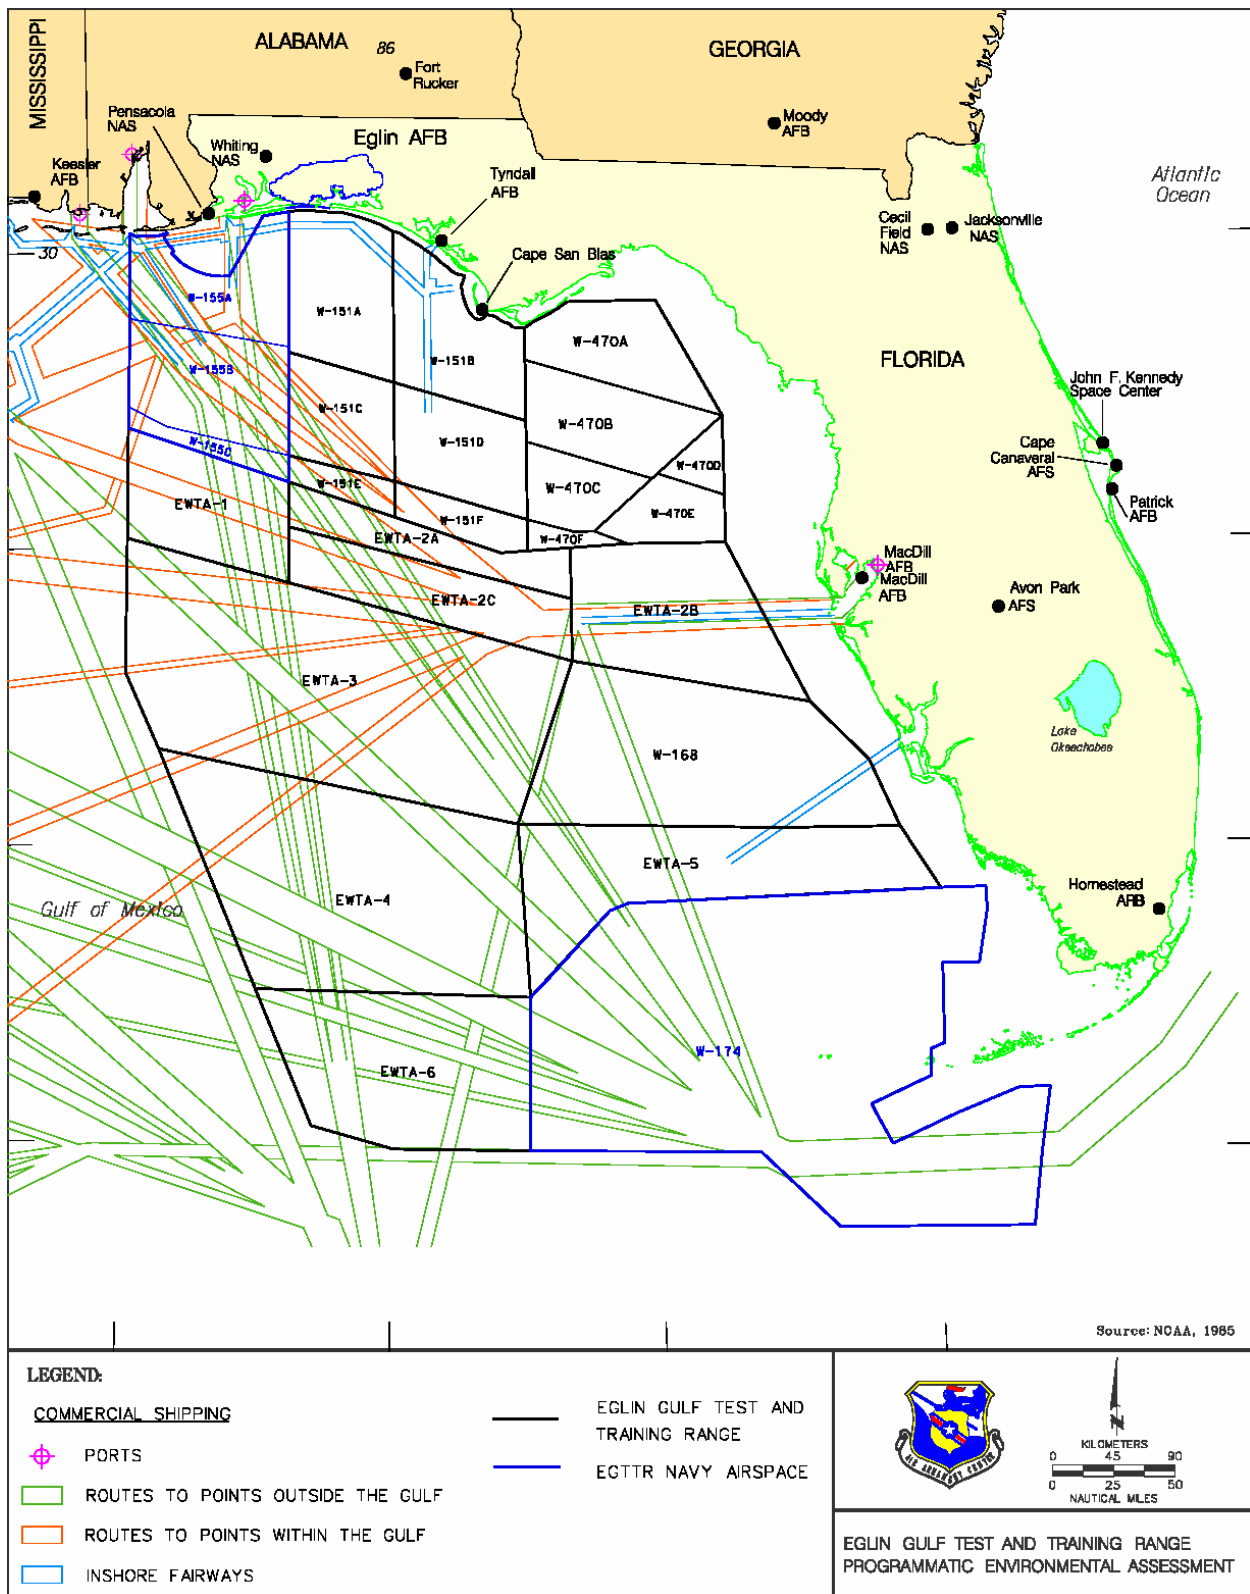 MISSISSIPPI
ALABAMA
86
GEORGIA
Fort
Rucker
Pensacola
NAS
Moody
AFB
Whiting
NAS
Eglin AFB
Keesler
AFB
Tyndall
AFB
Atlantic
Ocean
Cecil
Field
NAS
Jacksonville
NAS
30
Cape San Blas
W-155A
W-151A
W-151B
W-470A
FLORIDA
W-155B
John F. Kennedy
Space Center
W-151C
W-151D
W-470B
W-155C
Cape
Canaveral
AFS
W-470D
W-151E
W-470C
Patrick
AFB
EWTA-1
W-151F
W-470E
EWTA-2A
W-470F
MacDill
AFB
MacDill
AFB
Avon Park
AFS
EWTA-2C
EWTA-2B
EWTA-3
Lake
Okeechobee
W-168
EWTA-5
Homestead
ARB
EWTA-4
Gulf of Mexico
W-174
EWTA-6
Source: NOAA, 1985
LEGEND:
COMMERCIAL SHIPPING
PORTS
ROUTES TO POINTS OUTSIDE THE GULF
ROUTES TO POINTS WITHIN THE GULF
INSHORE FAIRWAYS
EGLIN GULF TEST AND
TRAINING RANGE
EGTTR NAVY AIRSPACE
AIR ARMAMENT CENTER
N
KILOMETERS
0 45 90
0 25 50
NAUTICAL MILES
EGLIN GULF TEST AND TRAINING RANGE
PROGRAMMATIC ENVIRONMENTAL ASSESSMENT